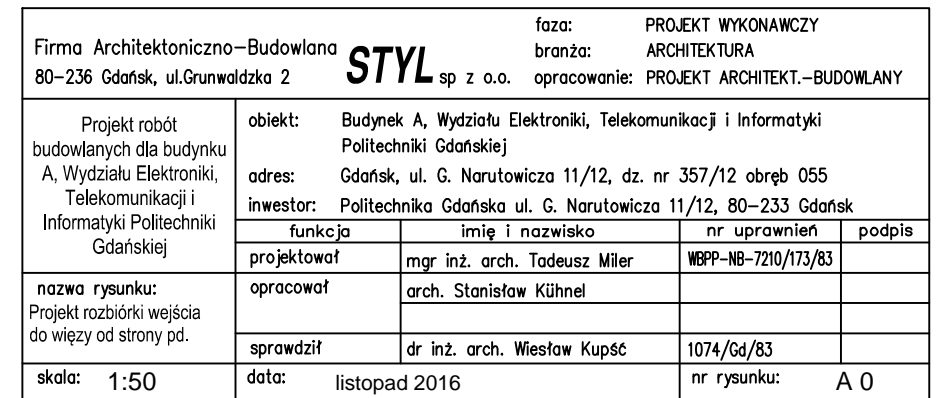 Firma Architektoniczno-Budowlana
80-236 Gdańsk, ul.Grunwaldzka 2
STYL sp z o.o.
faza: PROJEKT WYKONAWCZY
branża: ARCHITEKTURA
opracowanie: PROJEKT ARCHITEKT.-BUDOWLANY
Projekt robót
budowlanych dla budynku
A, Wydziału Elektroniki,
Telekomunikacji i
Informatyki Politechniki
Gdańskiej
obiekt: Budynek A, Wydziału Elektroniki, Telekomunikacji i Informatyki
Politechniki Gdańskiej
adres: Gdańsk, ul. G. Narutowicza 11/12, dz. nr 357/12 obręb 055
inwestor: Politechnika Gdańska ul. G. Narutowicza 11/12, 80-233 Gdańsk
funkcja imię i nazwisko nr uprawnień podpis
projektował mgr inż. arch. Tadeusz Miler WBPP-NB-7210/173/83
nazwa rysunku:
Projekt rozbiórki wejścia
do więzy od strony pd.
opracował arch. Stanisław Kühnel
sprawdził dr inż. arch. Wiesław Kupść 1074/Gd/83
skala: 1:50 data: listopad 2016 nr rysunku: A 0